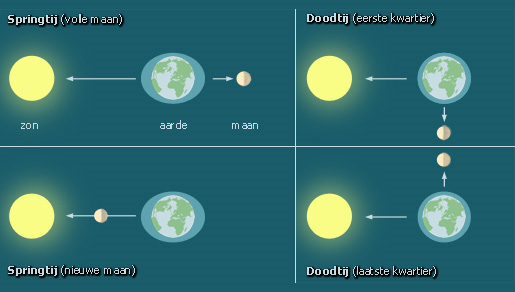 Springtij (volle maan)
Doodtij (eerste kwartier)
zon
aarde
maan
Springtij (nieuwe maan)
Doodtij (laatste kwartier)